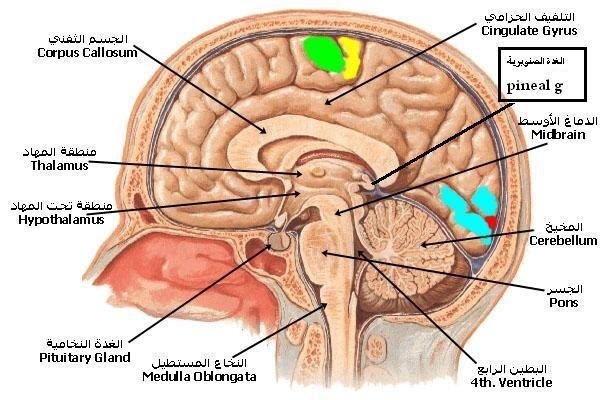 التلفيف الحزامي
Cingulate Gyrus
الجسم الثفني
Corpus Callosum
الغدة الصنوبرية
pineal g
الدماغ الأوسط
Midbrain
منطقة المهاد
Thalamus
منطقة تحت المهاد
Hypothalamus
المخيخ
Cerebellum
الجسر
Pons
الغدة النخامية
Pituitary Gland
النخاع المستطيل
Medulla Oblongata
البطين الرابع
4th. Ventricle